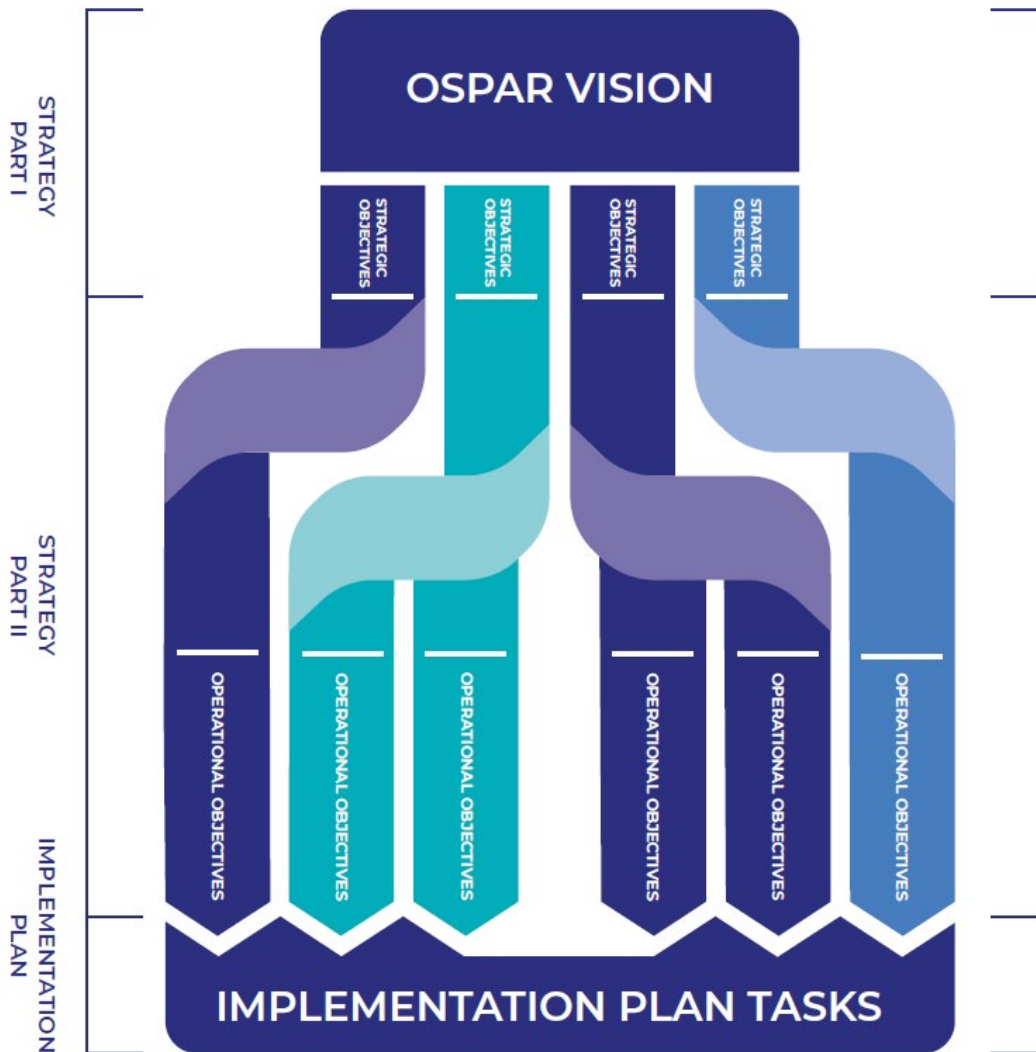 OSPAR VISION
STRATEGY
PART I
STRATEGIC
OBJECTIVES
STRATEGIC
OBJECTIVES
STRATEGIC
OBJECTIVES
STRATEGIC
OBJECTIVES
STRATEGY
PART II
OPERATIONAL OBJECTIVES
OPERATIONAL OBJECTIVES
OPERATIONAL OBJECTIVES
OPERATIONAL OBJECTIVES
OPERATIONAL OBJECTIVES
OPERATIONAL OBJECTIVES
IMPLEMENTATION
PLAN
IMPLEMENTATION PLAN TASKS